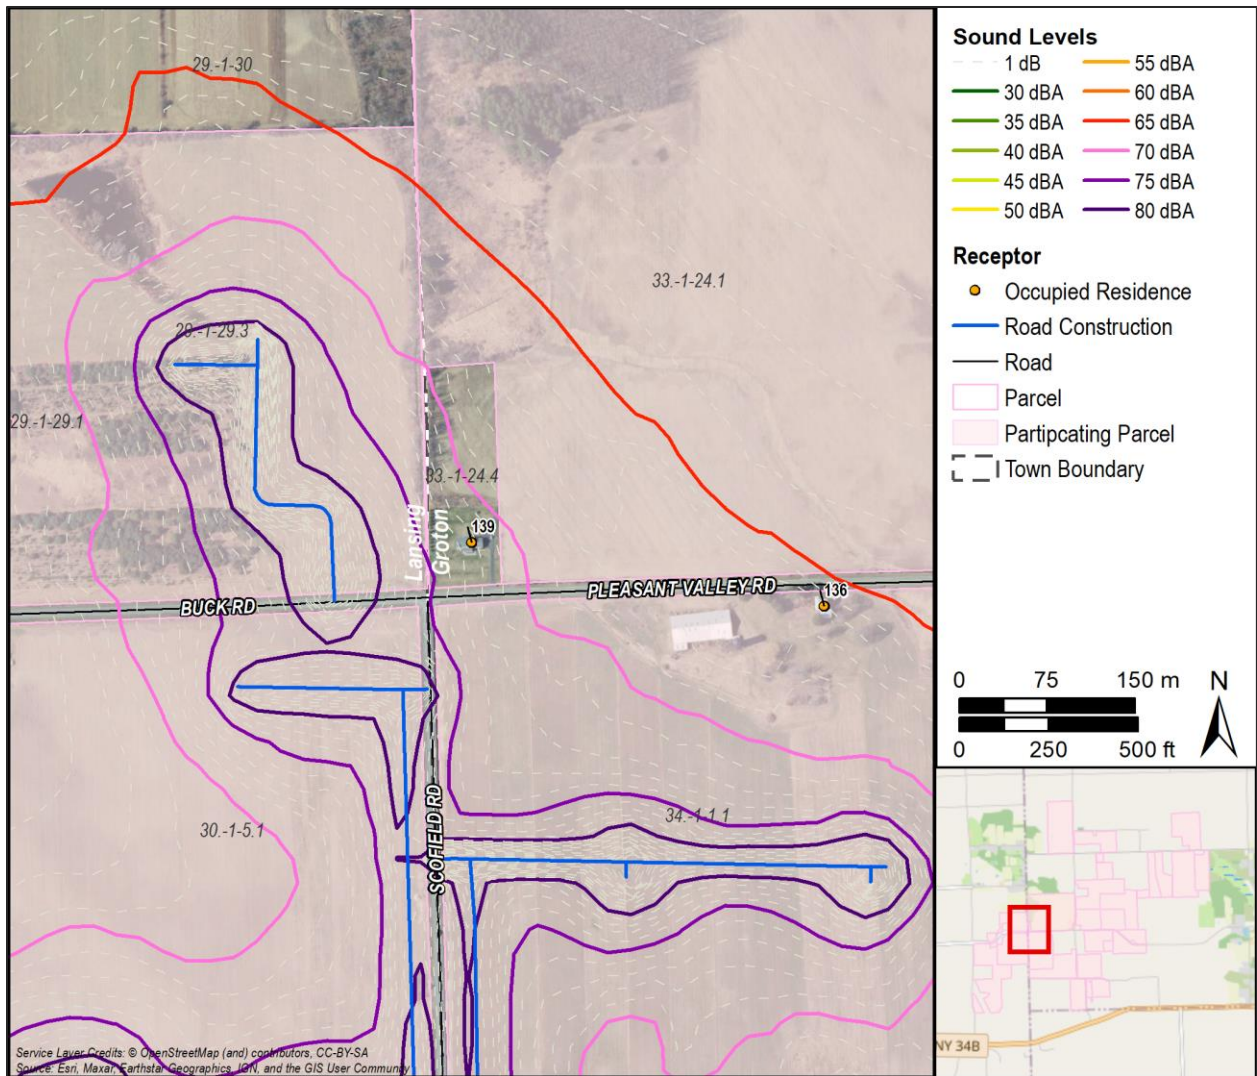 29.-1-30
33.-1-24.1
29.-1-29.3
29.-1-29.1
33.-1-24.4
Lansing
Groton
139
136
BUCK RD
PLEASANT VALLEY RD
SCOFIELD RD
34.-1-1.1
30.-1-5.1
Service Layer Credits: © OpenStreetMap (and) contributors, CC-BY-SA
Source: Esri, Maxar, Earthstar Geographics, IGN, and the GIS User Community
Sound Levels
1 dB
30 dBA
35 dBA
40 dBA
45 dBA
50 dBA
55 dBA
60 dBA
65 dBA
70 dBA
75 dBA
80 dBA
Receptor
Occupied Residence
Road Construction
Road
Parcel
Partipcating Parcel
Town Boundary
0 75 150 m
0 250 500 ft
N
NY 34B